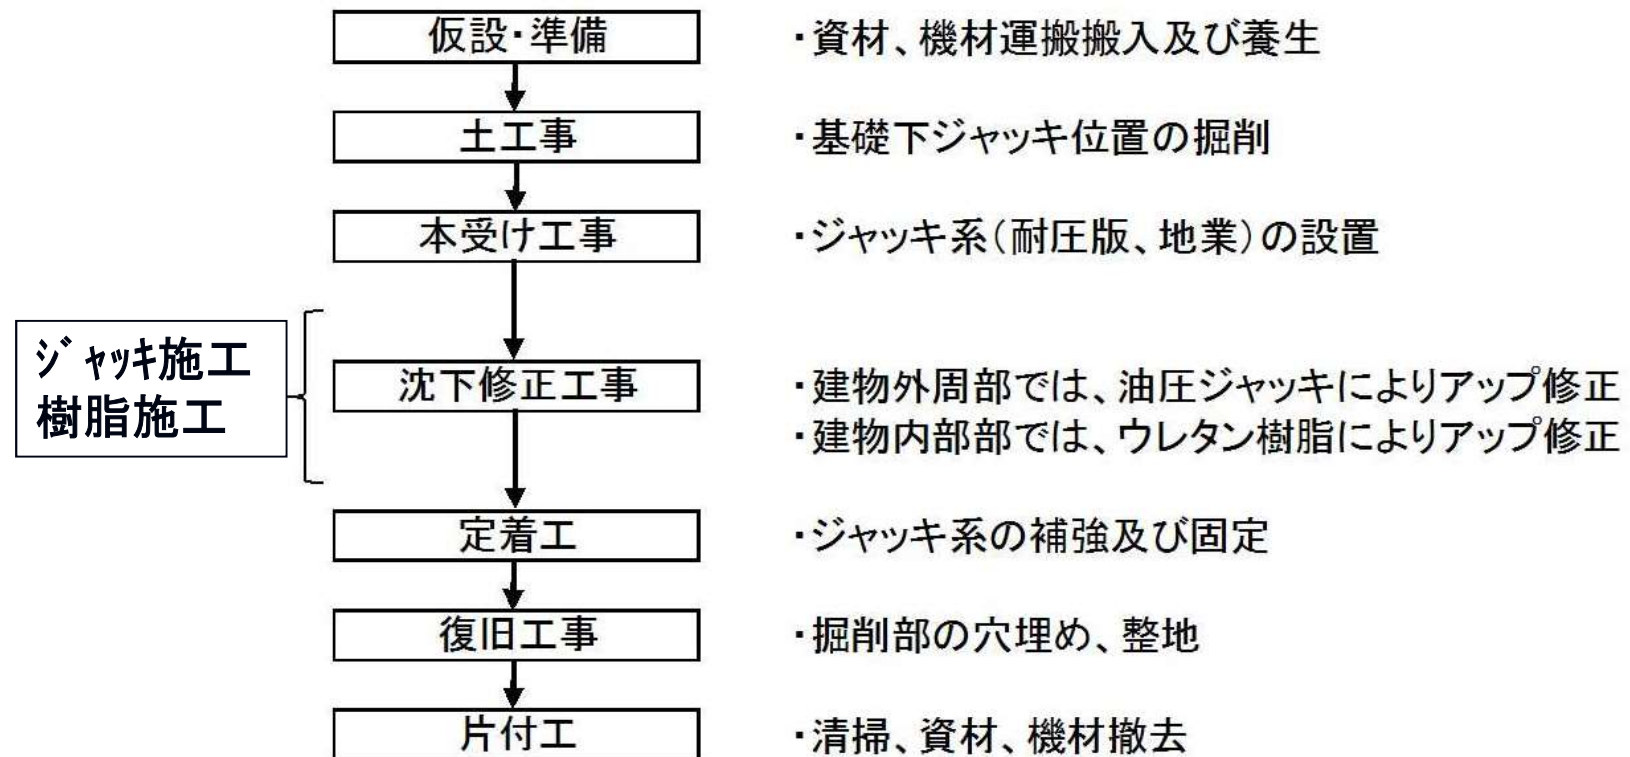 仮設・準備
・資材、機材運搬搬入及び養生
土工事
・基礎下ジャッキ位置の掘削
本受け工事
・ジャッキ系（耐圧版、地業）の設置
ｼﾞｬｯｷ施工
樹脂施工
沈下修正工事
・建物外周部では、油圧ジャッキによりアップ修正
・建物内部部では、ウレタン樹脂によりアップ修正
定着工
・ジャッキ系の補強及び固定
復旧工事
・掘削部の穴埋め、整地
片付工
・清掃、資材、機材撤去